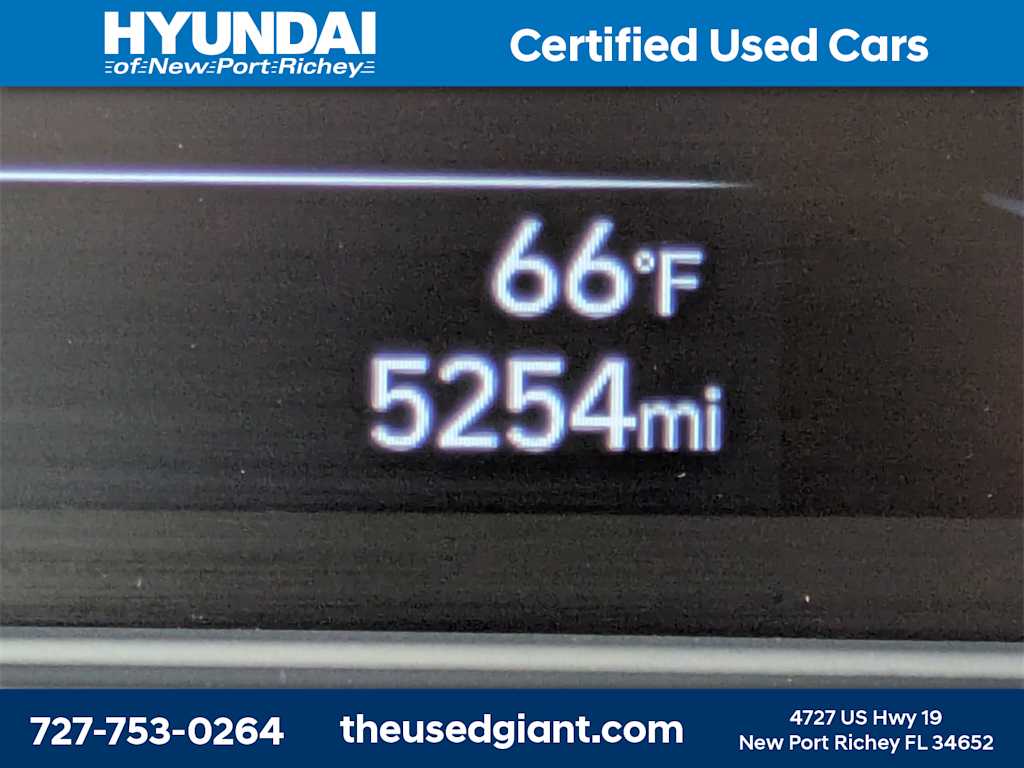 HYUNDAI
of New Port Richey
Certified Used Cars
66°F
5254mi
727-753-0264
theusedgiant.com
4727 US Hwy 19
New Port Richey FL 34652